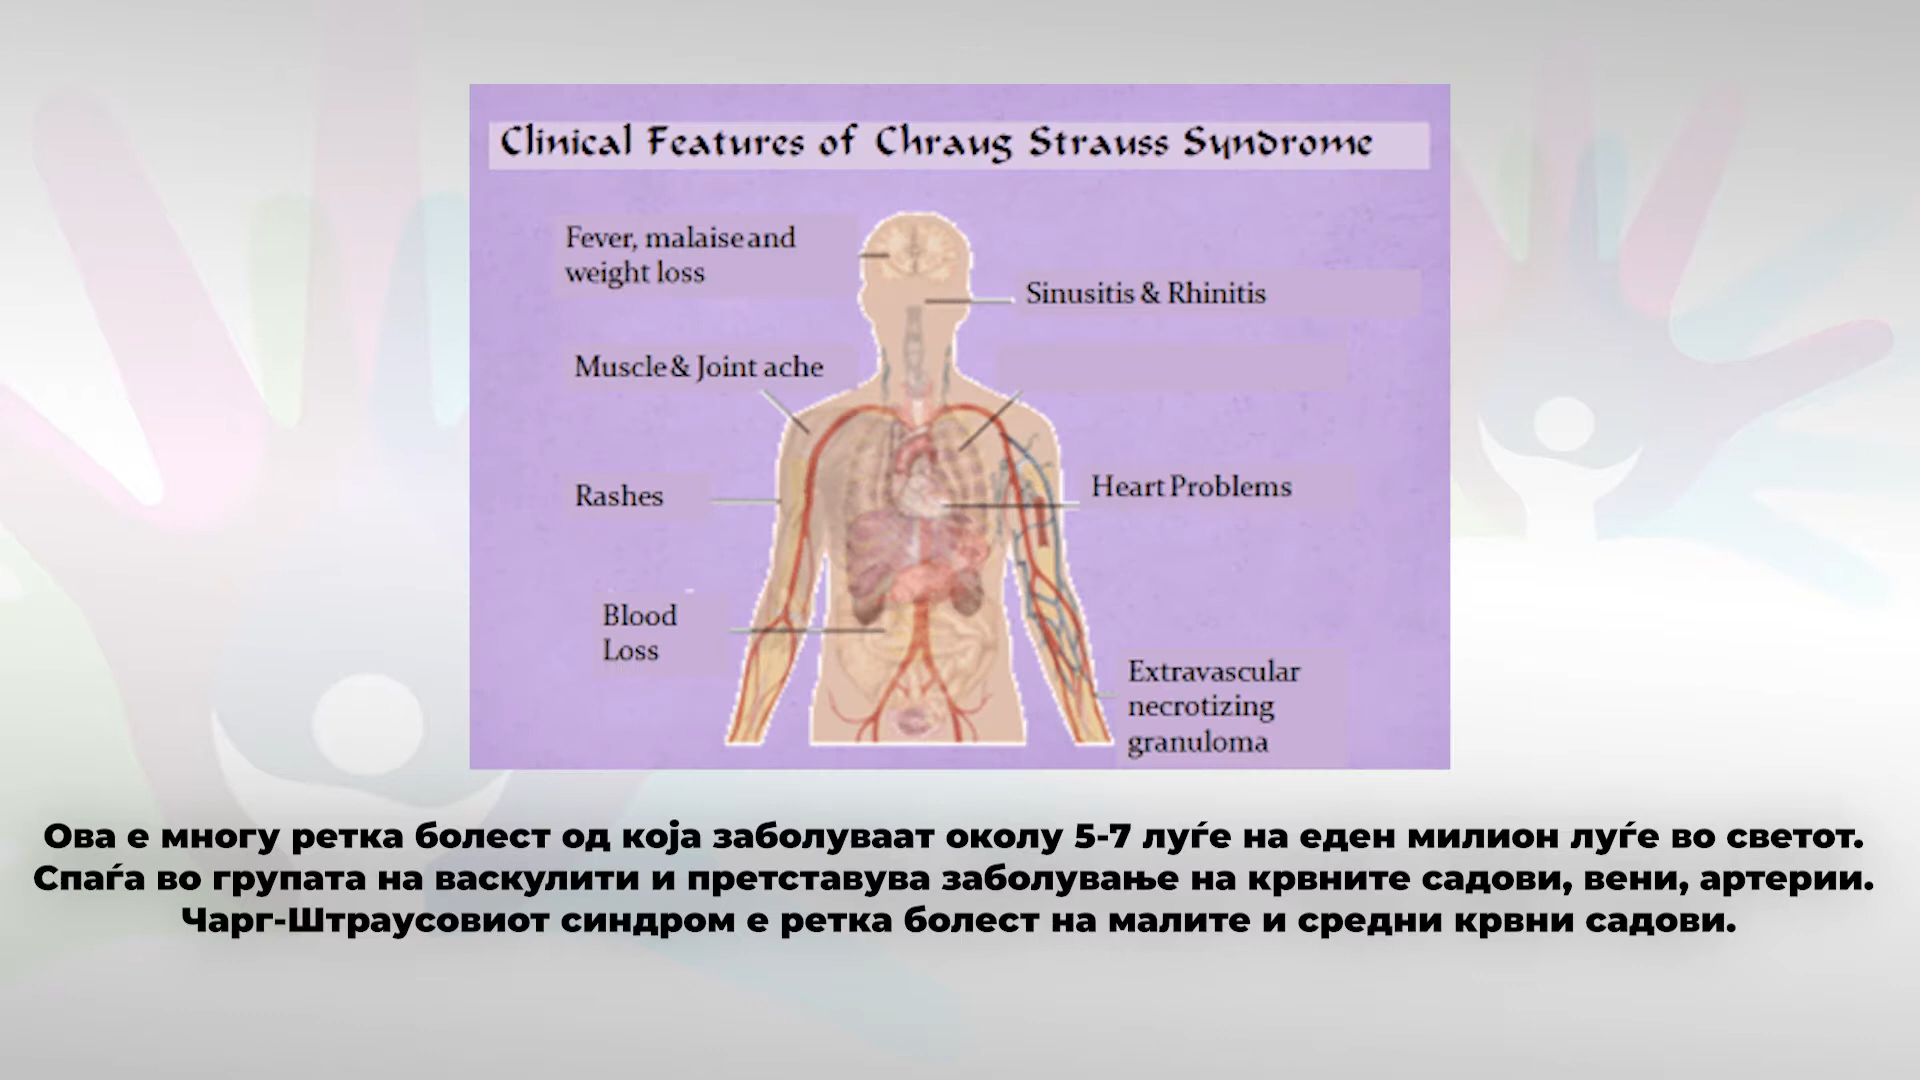 Clinical Features of Chraug Strauss Syndrome
Fever, malaise and
weight loss
Sinusitis & Rhinitis
Muscle & Joint ache
Rashes
Heart Problems
Blood
Loss
Extravascular
necrotizing
granuloma
Ова е многу ретка болест од која заболуваат околу 5-7 луѓе на еден милион луѓе во светот.
Спаѓа во групата на васкулити и претставува заболување на крвните садови, вени, артерии.
Чарг-Штраусовиот синдром е ретка болест на малите и средни крвни садови.